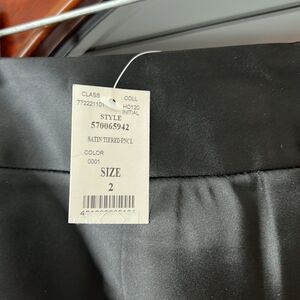 CLASS COLL
HO120
STYLE INITIAL
570065942
SATIN TIERED PNCL
COLOR
0001
SIZE
2